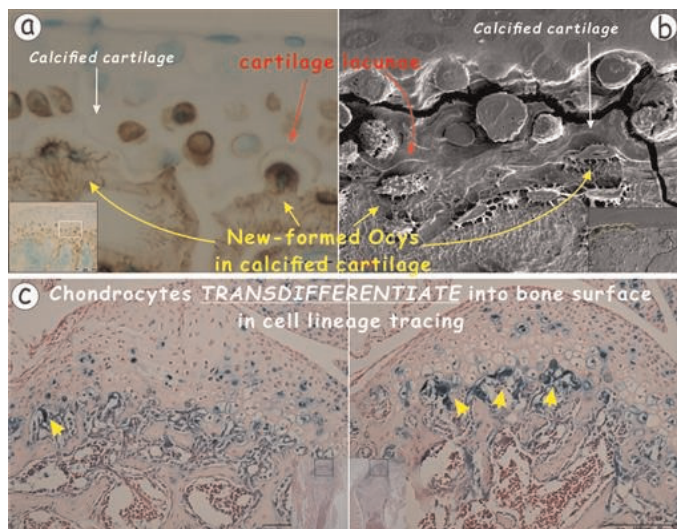 a
b
Calcified cartilage
cartilage lacunae
Calcified cartilage
New-formed Ocys
in calcified cartilage
c Chondrocytes TRANSDIFFERENTIATE into bone surface
in cell lineage tracing